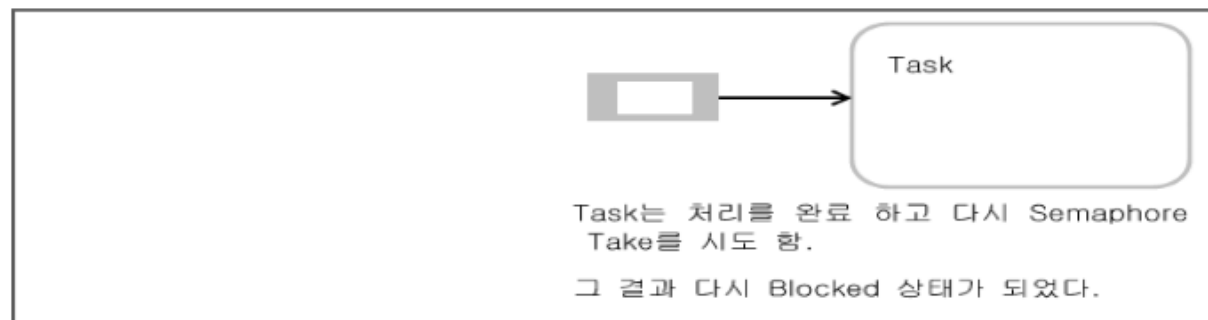 Task
Task는 처리를 완료 하고 다시 Semaphore
Take를 시도 함.
그 결과 다시 Blocked 상태가 되었다.